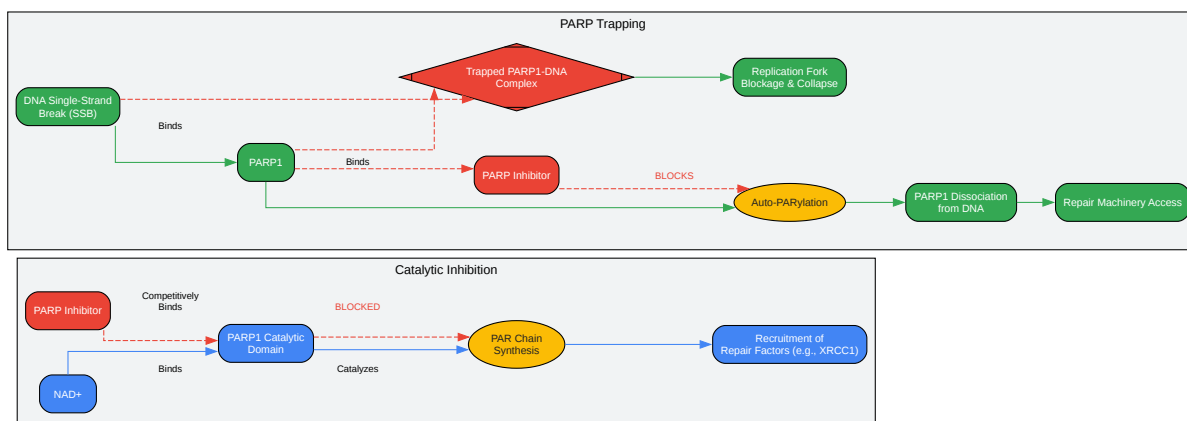 PARP Trapping
Trapped PARP1-DNA
Complex
Replication Fork
Blockage & Collapse
DNA Single-Strand
Break (SSB)
Binds
PARP1
Binds
PARP Inhibitor
BLOCKS
Auto-PARylation
PARP1 Dissociation
from DNA
Repair Machinery Access
Catalytic Inhibition
PARP Inhibitor
Competitively
Binds
BLOCKED
PARP1 Catalytic
Domain
PAR Chain
Synthesis
Recruitment of
Repair Factors (e.g., XRCC1)
Binds
Catalyzes
NAD+